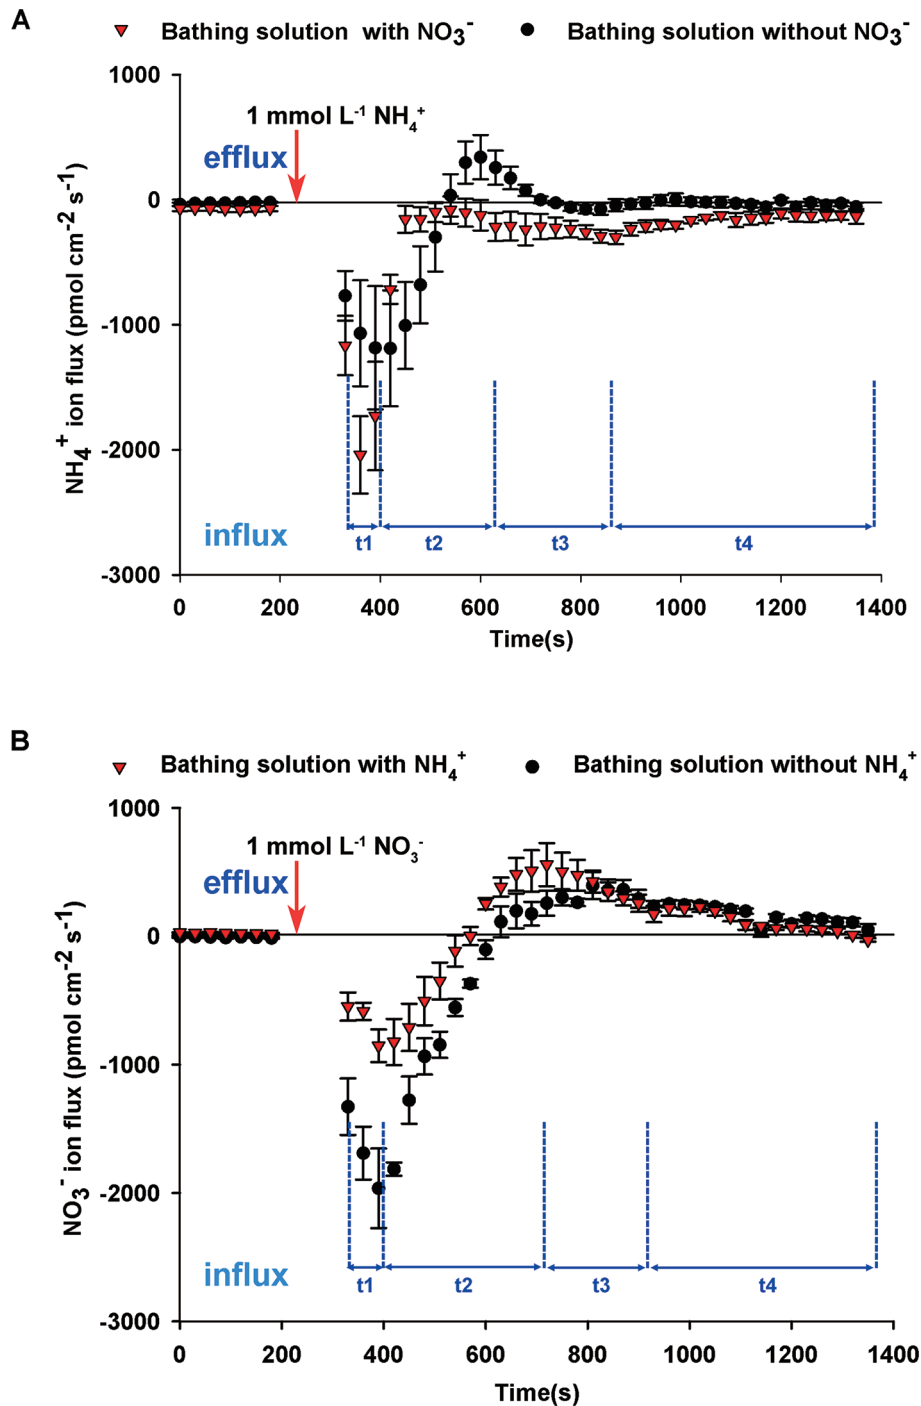 A
Bathing solution with NO₃⁻ Bathing solution without NO₃⁻
1000
1 mmol L⁻¹ NH₄⁺
efflux
0
-1000
-2000
influx
t1 t2 t3 t4
-3000
0 200 400 600 800 1000 1200 1400
Time(s)
NH₄⁺ ion flux (pmol cm⁻² s⁻¹)
B
Bathing solution with NH₄⁺ Bathing solution without NH₄⁺
1000
1 mmol L⁻¹ NO₃⁻
efflux
0
-1000
-2000
influx
t1 t2 t3 t4
-3000
0 200 400 600 800 1000 1200 1400
Time(s)
NO₃⁻ ion flux (pmol cm⁻² s⁻¹)